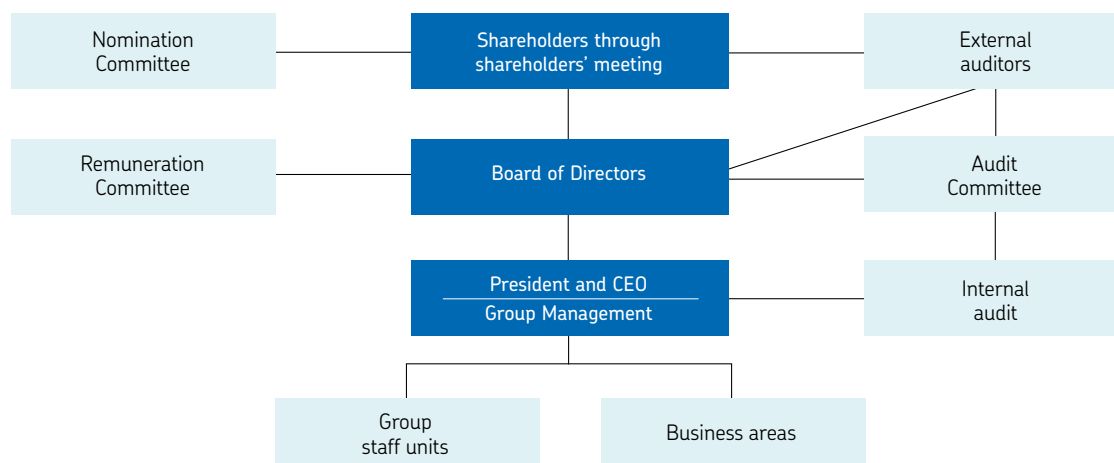 Nomination
Committee
Shareholders through
shareholders’ meeting
External
auditors
Remuneration
Committee
Board of Directors
Audit
Committee
President and CEO
Group Management
Internal
audit
Group
staff units
Business areas